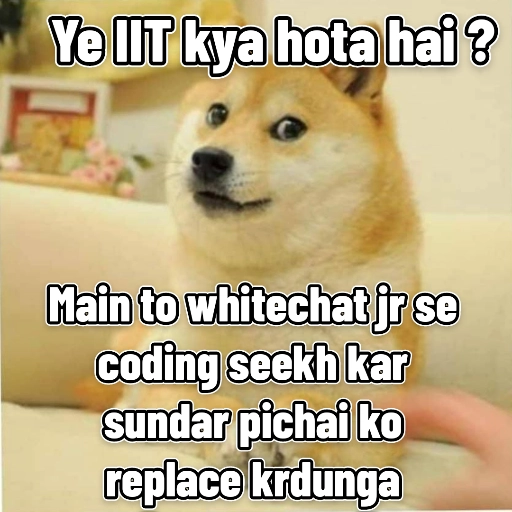 Ye IIT kya hota hai ?
Main to whitechat jr se
coding seekh kar
sundar pichai ko
replace krdunga